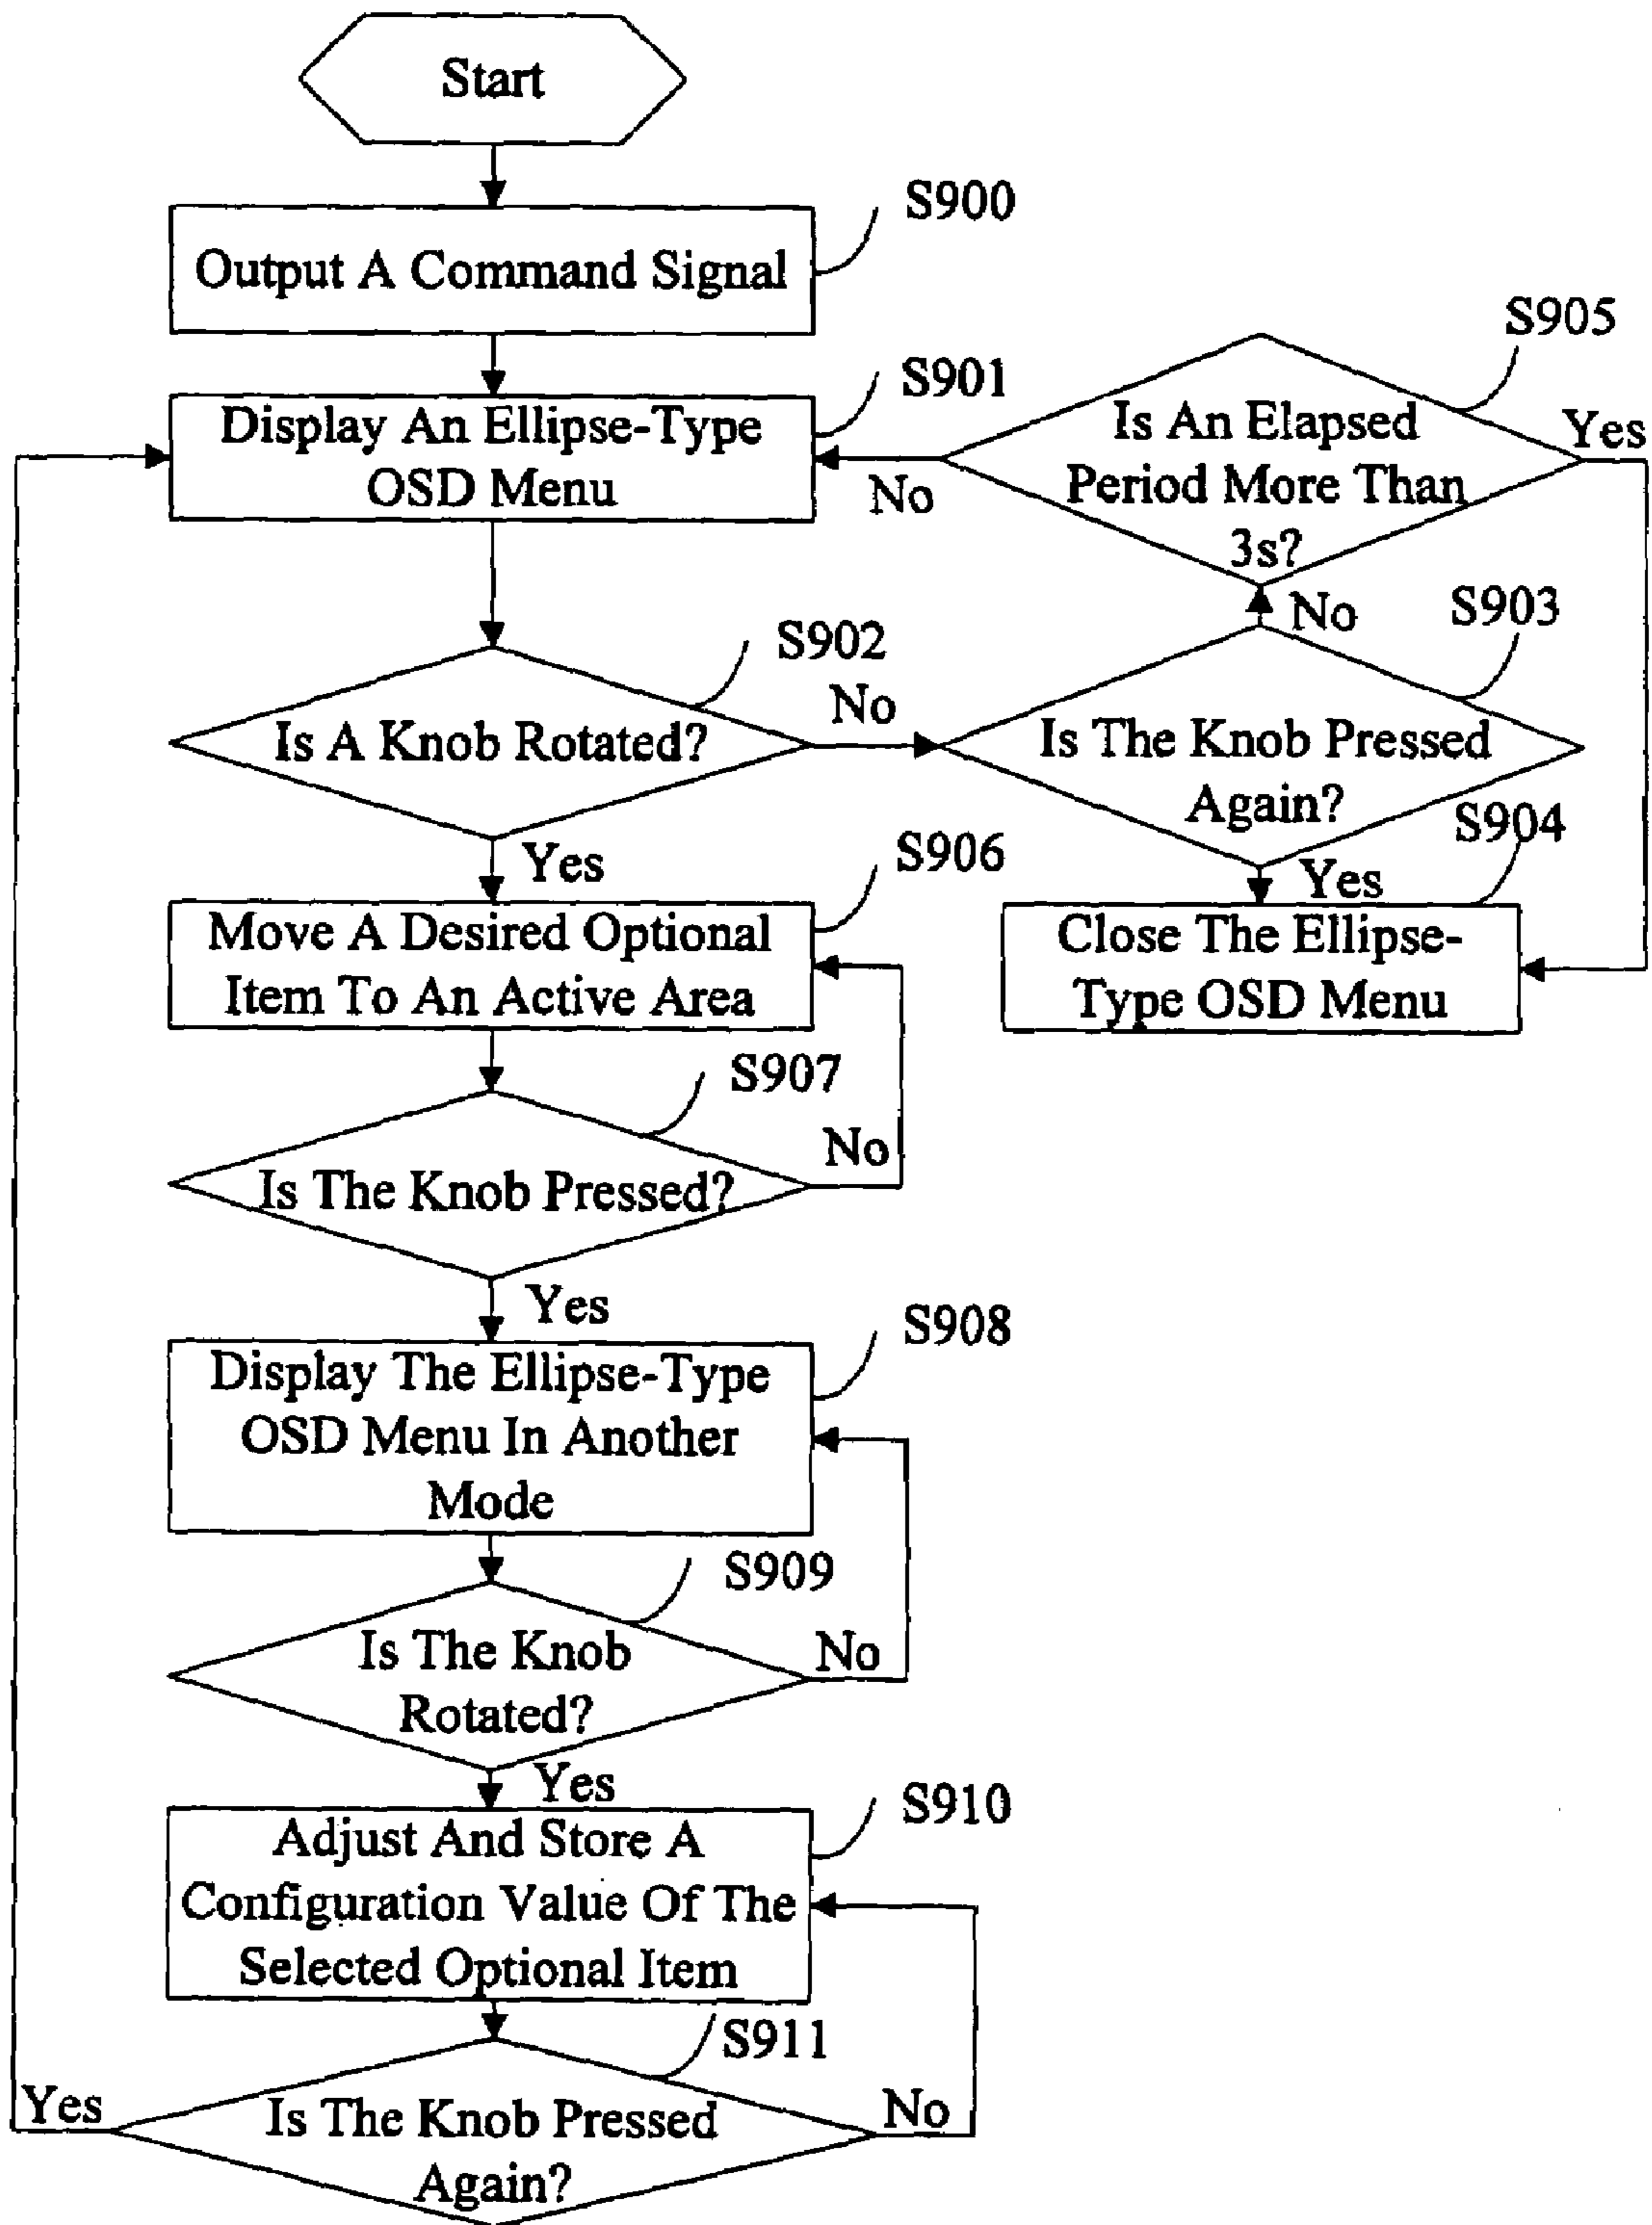 Start
S900
Output A Command Signal
S901
Display An Ellipse-Type
OSD Menu
S905
Is An Elapsed
Period More Than
3s?
Yes
No
S902
Is A Knob Rotated?
No
S903
No
Is The Knob Pressed
Again?
Yes
S904
Close The Ellipse-
Type OSD Menu
Yes
S906
Move A Desired Optional
Item To An Active Area
S907
Is The Knob Pressed?
No
Yes
S908
Display The Ellipse-Type
OSD Menu In Another
Mode
S909
Is The Knob
Rotated?
No
Yes
S910
Adjust And Store A
Configuration Value Of The
Selected Optional Item
S911
Is The Knob Pressed
Again?
Yes
No